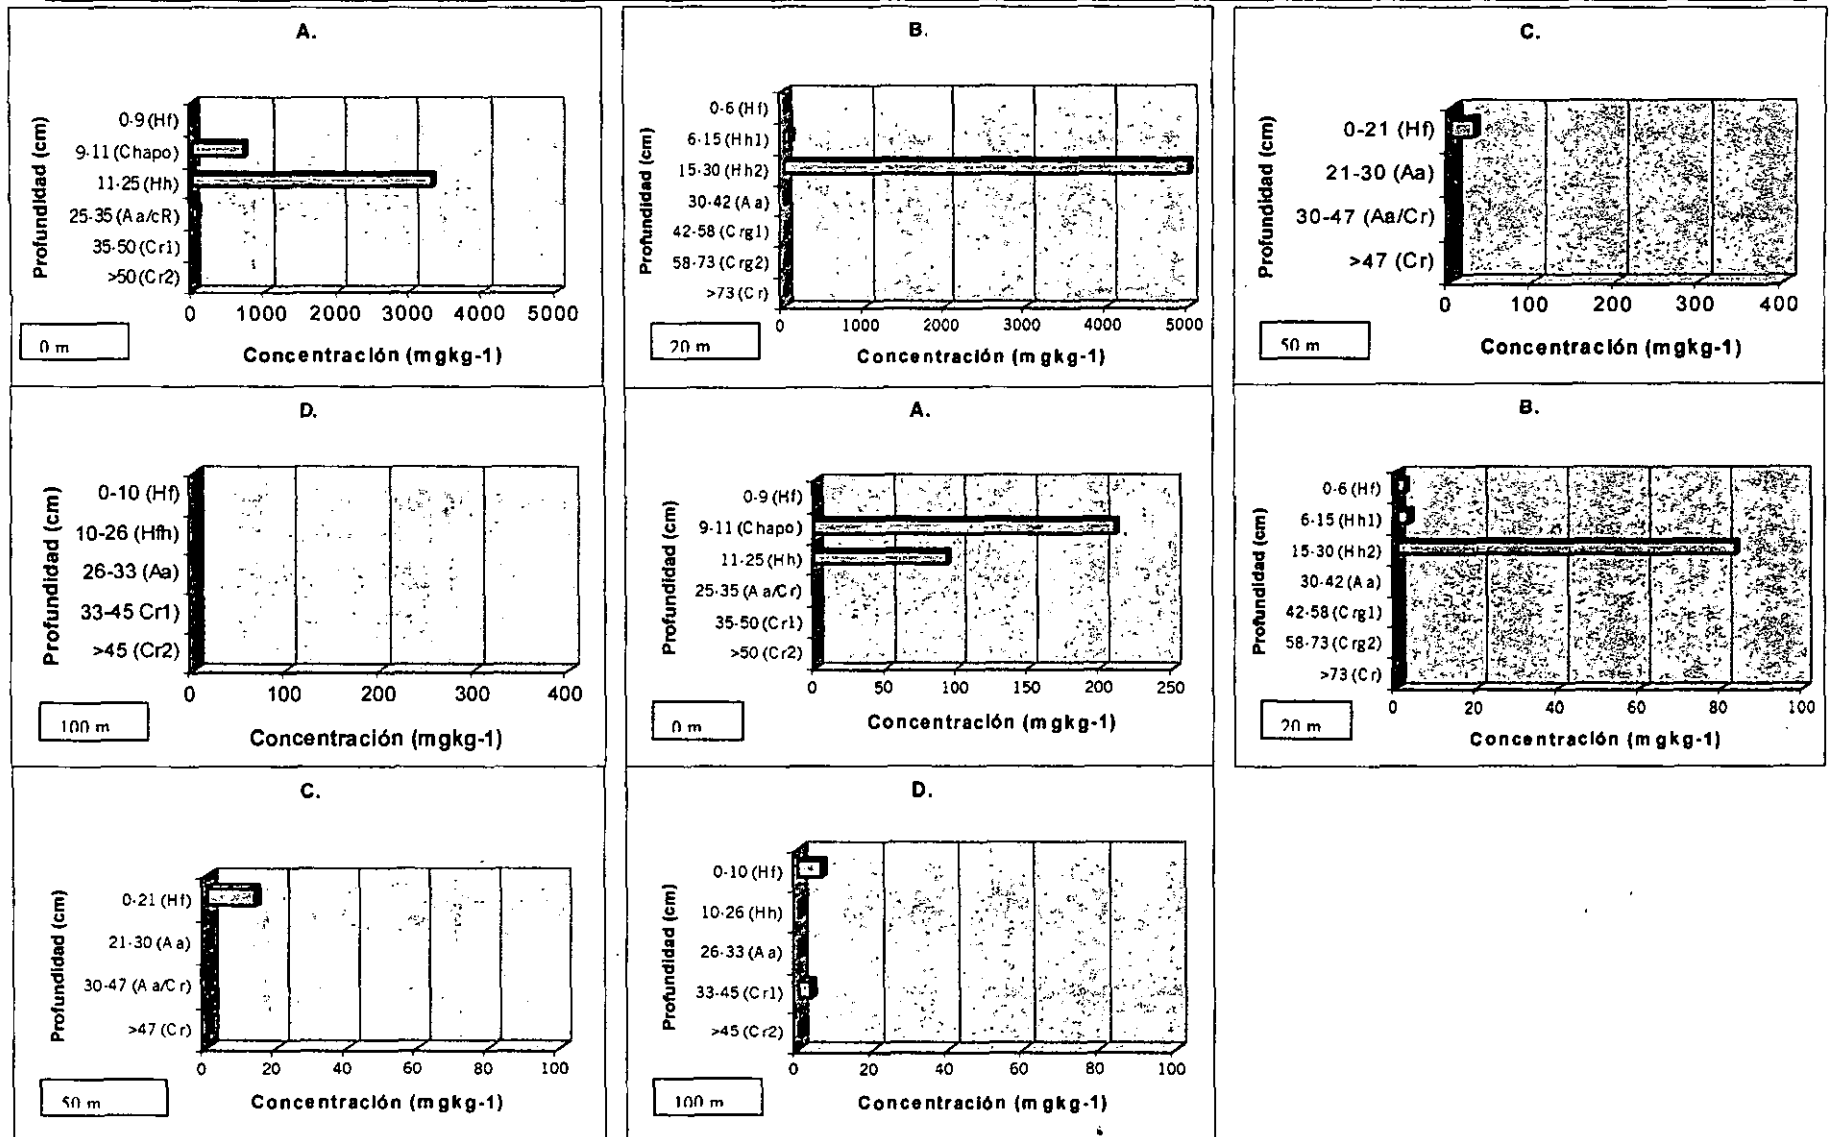 A.
Profundidad (cm)
0-9 (Hf)
9-11 (Chapo)
11-25 (Hh)
25-35 (Aa/cR)
35-50 (Cr1)
>50 (Cr2)
0 1000 2000 3000 4000 5000
0 m
Concentración (mgkg-1)
B.
Profundidad (cm)
0-6 (Hf)
6-15 (Hh1)
15-30 (Hh2)
30-42 (Aa)
42-58 (Crg1)
58-73 (Crg2)
>73 (Cr)
0 1000 2000 3000 4000 5000
20 m
Concentración (mgkg-1)
C.
Profundidad (cm)
0-21 (Hf)
21-30 (Aa)
30-47 (Aa/Cr)
>47 (Cr)
0 100 200 300 400
50 m
Concentración (mgkg-1)
D.
Profundidad (cm)
0-10 (Hf)
10-26 (Hfh)
26-33 (Aa)
33-45 Cr1)
>45 (Cr2)
0 100 200 300 400
100 m
Concentración (mgkg-1)
A.
Profundidad (cm)
0-9 (Hf)
9-11 (Chapo)
11-25 (Hh)
25-35 (Aa/Cr)
35-50 (Cr1)
>50 (Cr2)
0 50 100 150 200 250
0 m
Concentración (mgkg-1)
B.
Profundidad (cm)
0-6 (Hf)
6-15 (Hh1)
15-30 (Hh2)
30-42 (Aa)
42-58 (Crg1)
58-73 (Crg2)
>73 (Cr)
0 20 40 60 80 100
20 m
Concentración (mgkg-1)
C.
Profundidad (cm)
0-21 (Hf)
21-30 (Aa)
30-47 (Aa/Cr)
>47 (Cr)
0 20 40 60 80 100
50 m
Concentración (mgkg-1)
D.
Profundidad (cm)
0-10 (Hf)
10-26 (Hh)
26-33 (Aa)
33-45 (Cr1)
>45 (Cr2)
0 20 40 60 80 100
100 m
Concentración (mgkg-1)